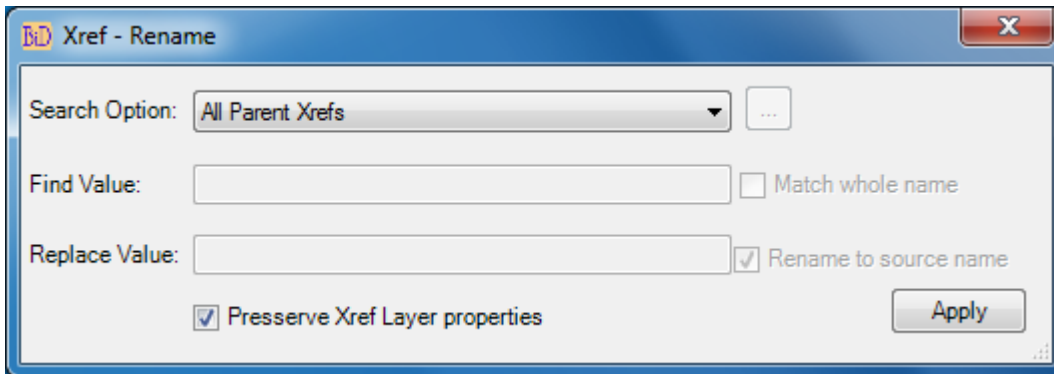 BiD Xref - Rename
Search Option: All Parent Xrefs ...
Find Value: Match whole name
Replace Value: Rename to source name
Presserve Xref Layer properties Apply